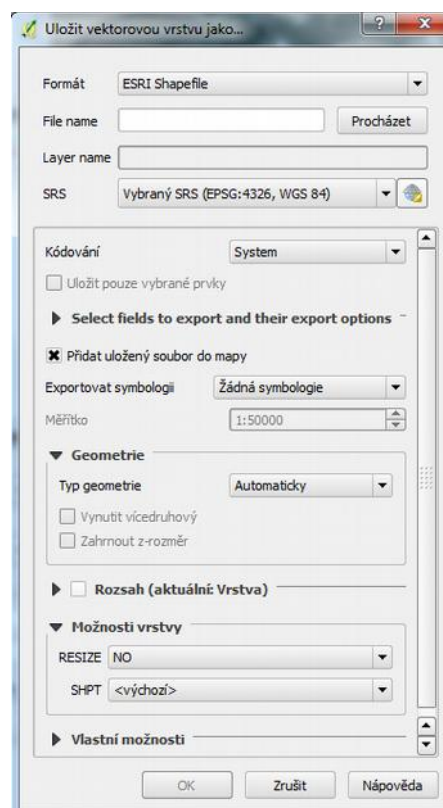 Uložit vektorovou vrstvu jako...
Formát ESRI Shapefile
File name Procházet
Layer name
SRS Vybraný SRS (EPSG:4326, WGS 84)
Kódování System
Uložit pouze vybrané prvky
Select fields to export and their export options
Přidat uložený soubor do mapy
Exportovat symbologii Žádná symbologie
Měřítko 1:50000
Geometrie
Typ geometrie Automaticky
Vynutit vícedruhový
Zahrnout z-rozměr
Rozsah (aktuální: Vrstva)
Možnosti vrstvy
RESIZE NO
SHPT <výchozí>
Vlastní možnosti
OK Zrušit Nápověda